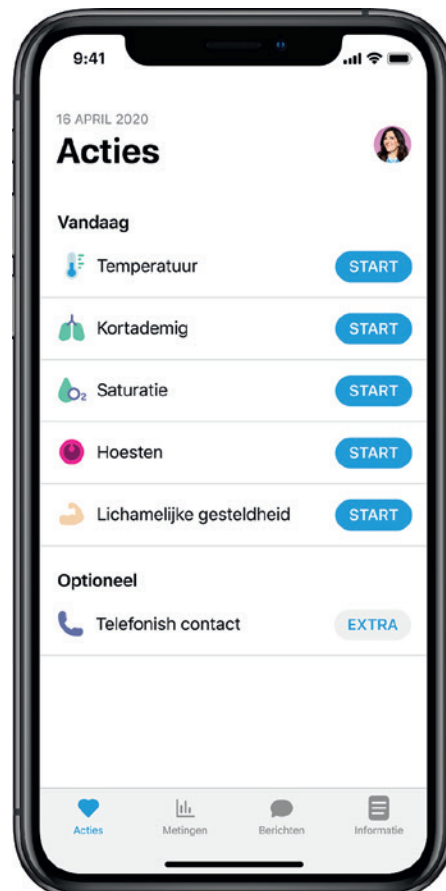 9:41
16 APRIL 2020
Acties
Vandaag
Temperatuur START
Kortademig START
O2 Saturatie START
Hoesten START
Lichamelijke gesteldheid START
Optioneel
Telefonish contact EXTRA
Acties Metingen Berichten Informatie